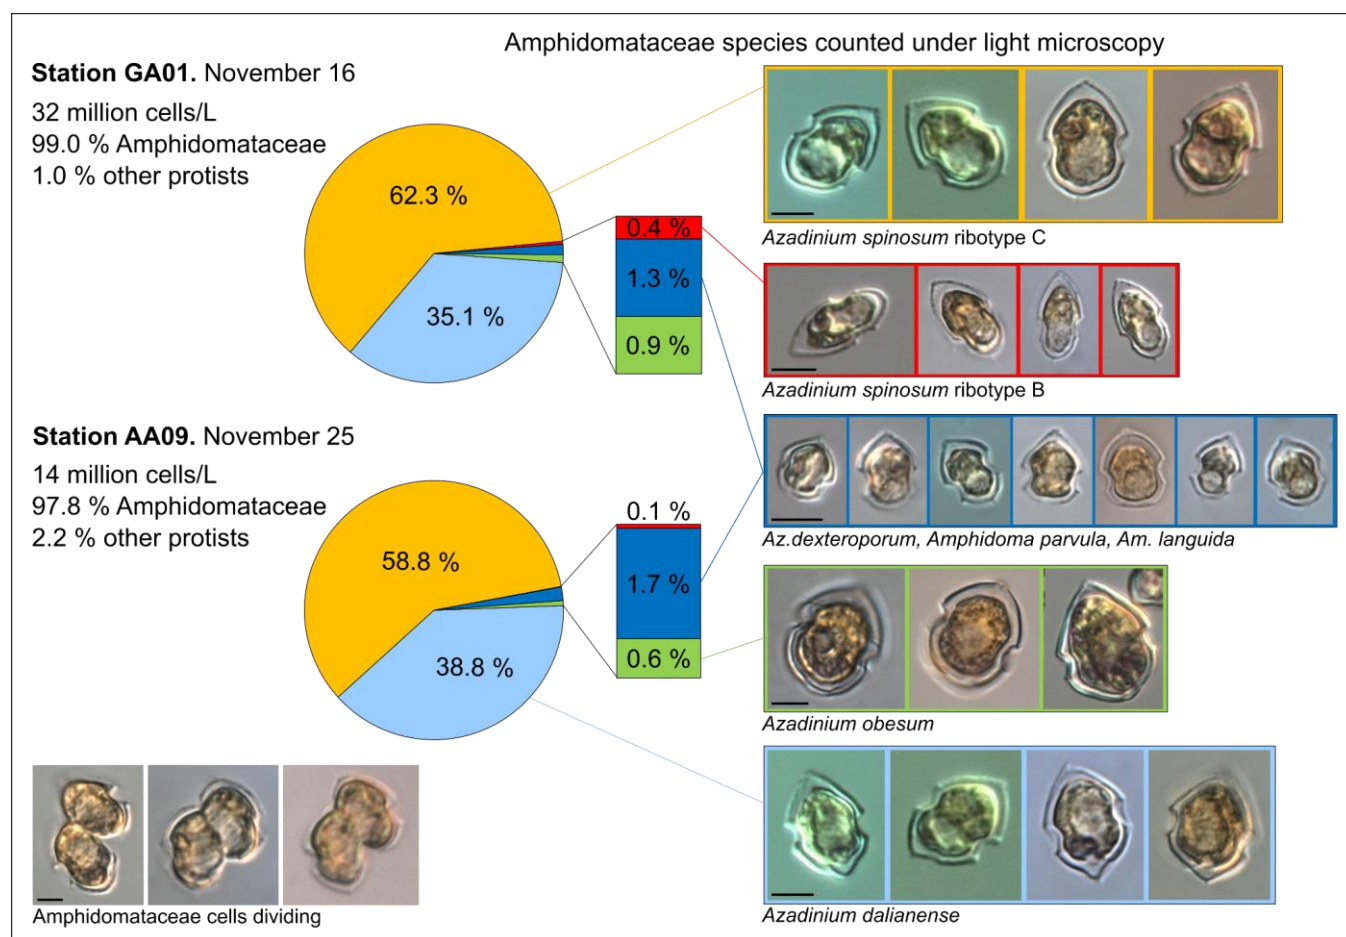 Amphidomataceae species counted under light microscopy
Station GA01. November 16
32 million cells/L
99.0 % Amphidomataceae
1.0 % other protists
62.3 %
35.1 %
0.4 %
1.3 %
0.9 %
Azadinium spinosum ribotype C
Azadinium spinosum ribotype B
Station AA09. November 25
14 million cells/L
97.8 % Amphidomataceae
2.2 % other protists
58.8 %
38.8 %
0.1 %
1.7 %
0.6 %
Az.dexteroporum, Amphidoma parvula, Am. languida
Azadinium obesum
Azadinium dalianense
Amphidomataceae cells dividing